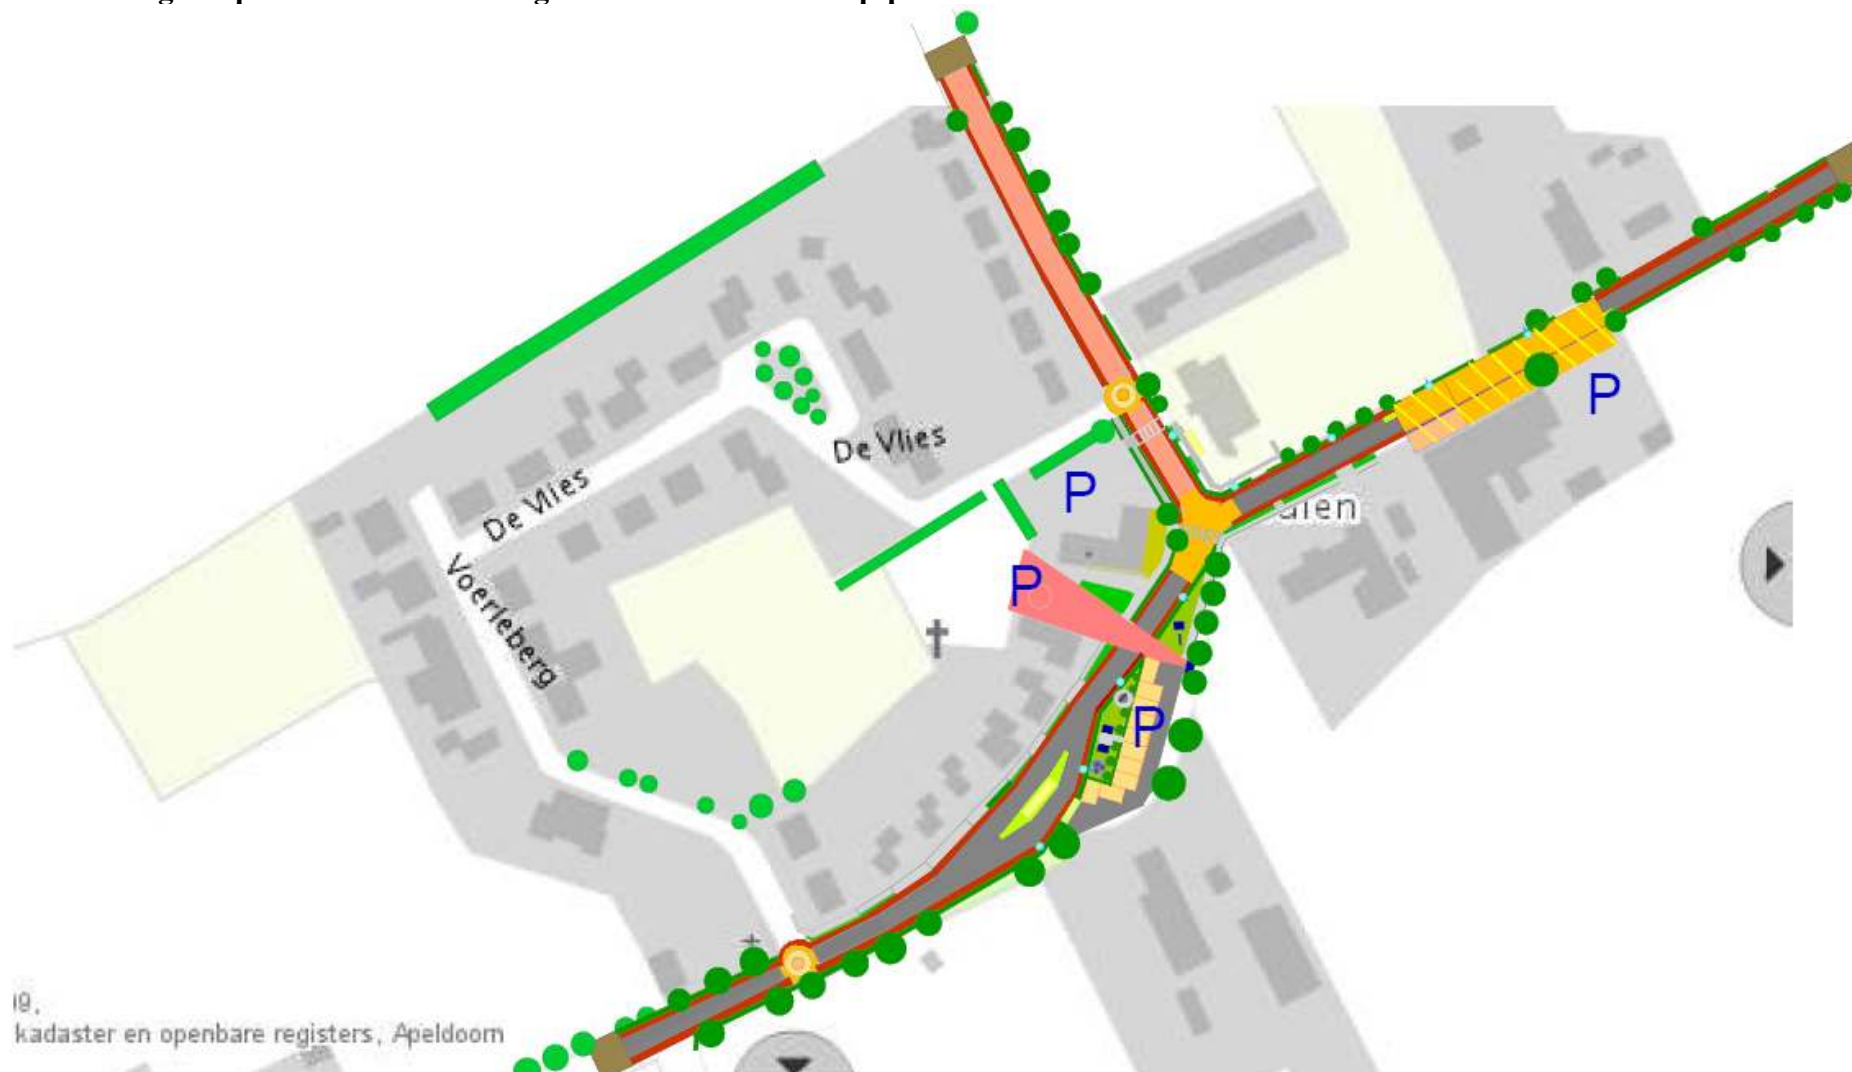 De Vlies
De Vlies
P
P
Voerleberg
P
P
kadaster en openbare registers, Apeldoorn